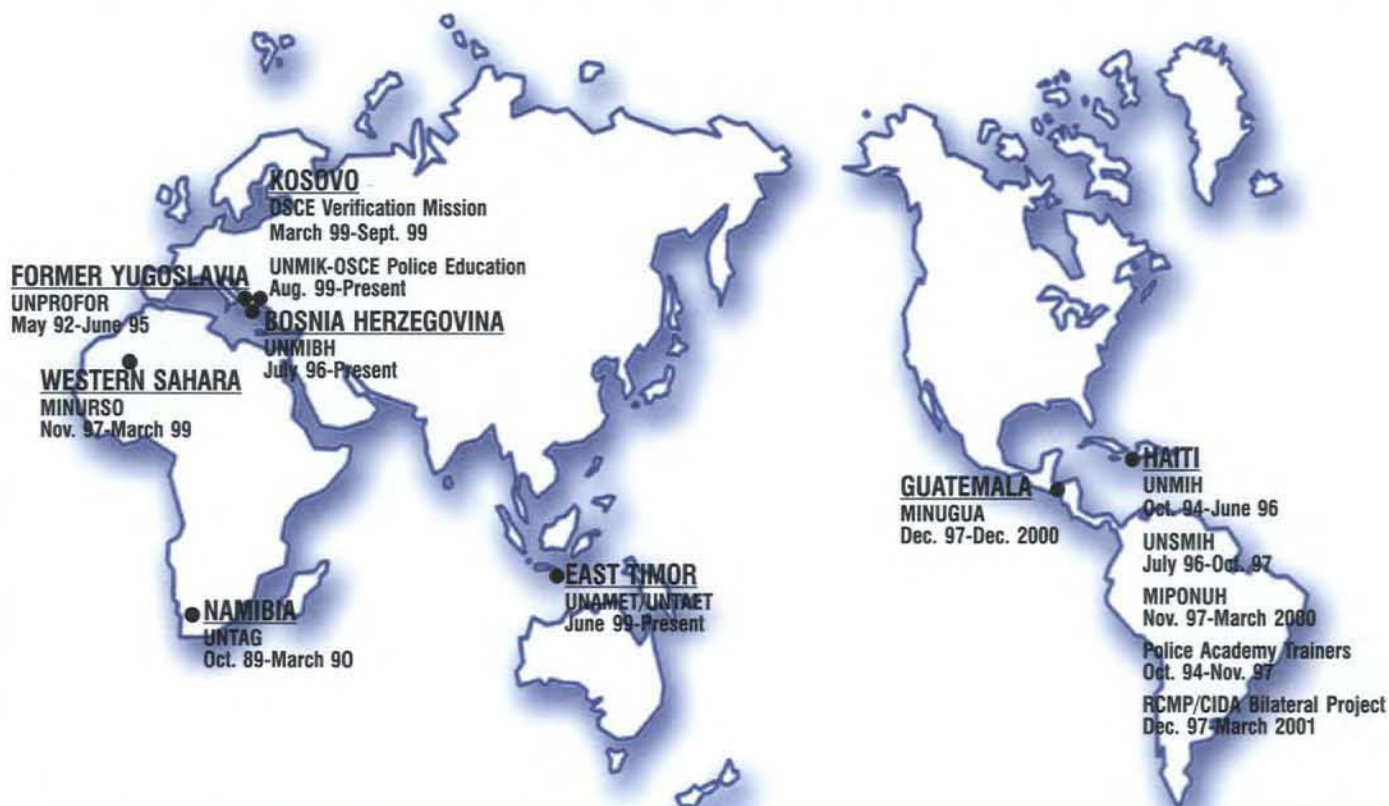 KOSOVO
OSCE Verification Mission
March 99-Sept. 99
UNMIK-OSCE Police Education
Aug. 99-Present
FORMER YUGOSLAVIA
UNPROFOR
May 92-June 95
BOSNIA HERZEGOVINA
UNMIBH
July 96-Present
WESTERN SAHARA
MINURSO
Nov. 97-March 99
NAMIBIA
UNTAG
Oct. 89-March 90
EAST TIMOR
UNAMET/UNTAET
June 99-Present
GUATEMALA
MINUGUA
Dec. 97-Dec. 2000
HAITI
UNMIH
Oct. 94-June 96
UNSMIH
July 96-Oct. 97
MIPONUH
Nov. 97-March 2000
Police Academy Trainers
Oct. 94-Nov. 97
RCMP/CIDA Bilateral Project
Dec. 97-March 2001